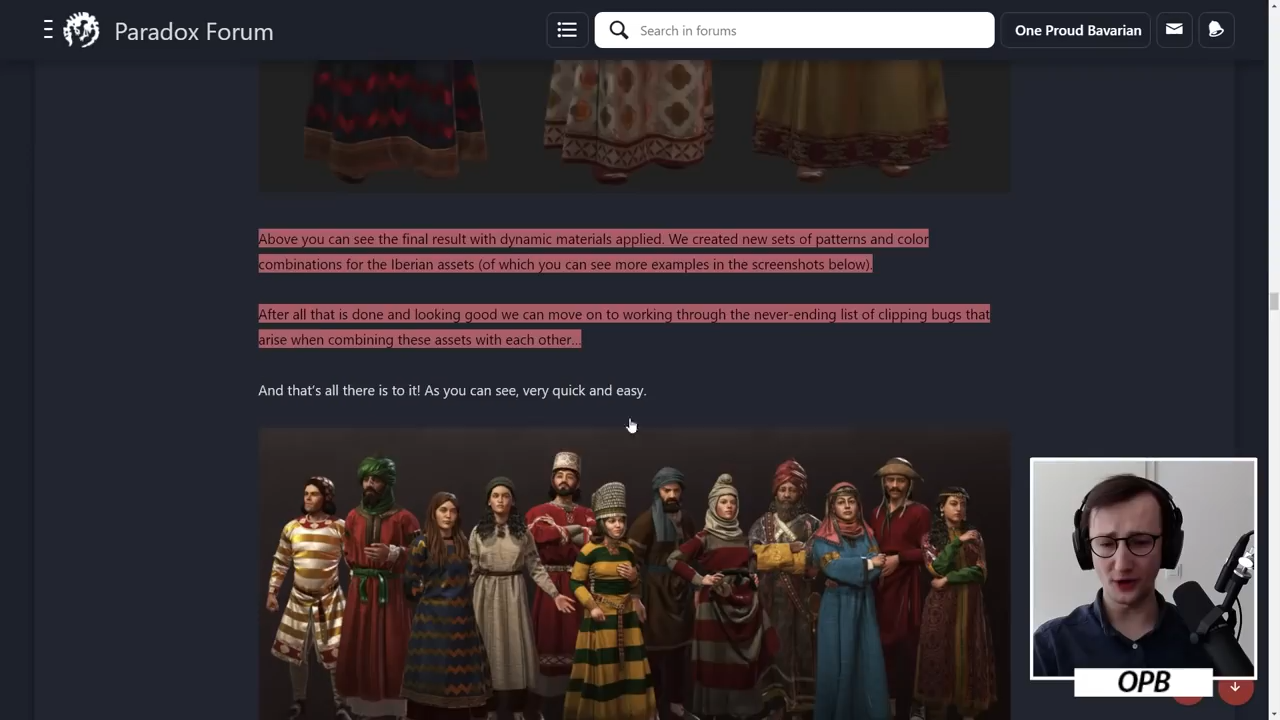 Paradox Forum
Search in forums
One Proud Bavarian
Above you can see the final result with dynamic materials applied. We created new sets of patterns and color
combinations for the Iberian assets (of which you can see more examples in the screenshots below).
After all that is done and looking good we can move on to working through the never-ending list of clipping bugs that
arise when combining these assets with each other...
And that's all there is to it! As you can see, very quick and easy.
OPB